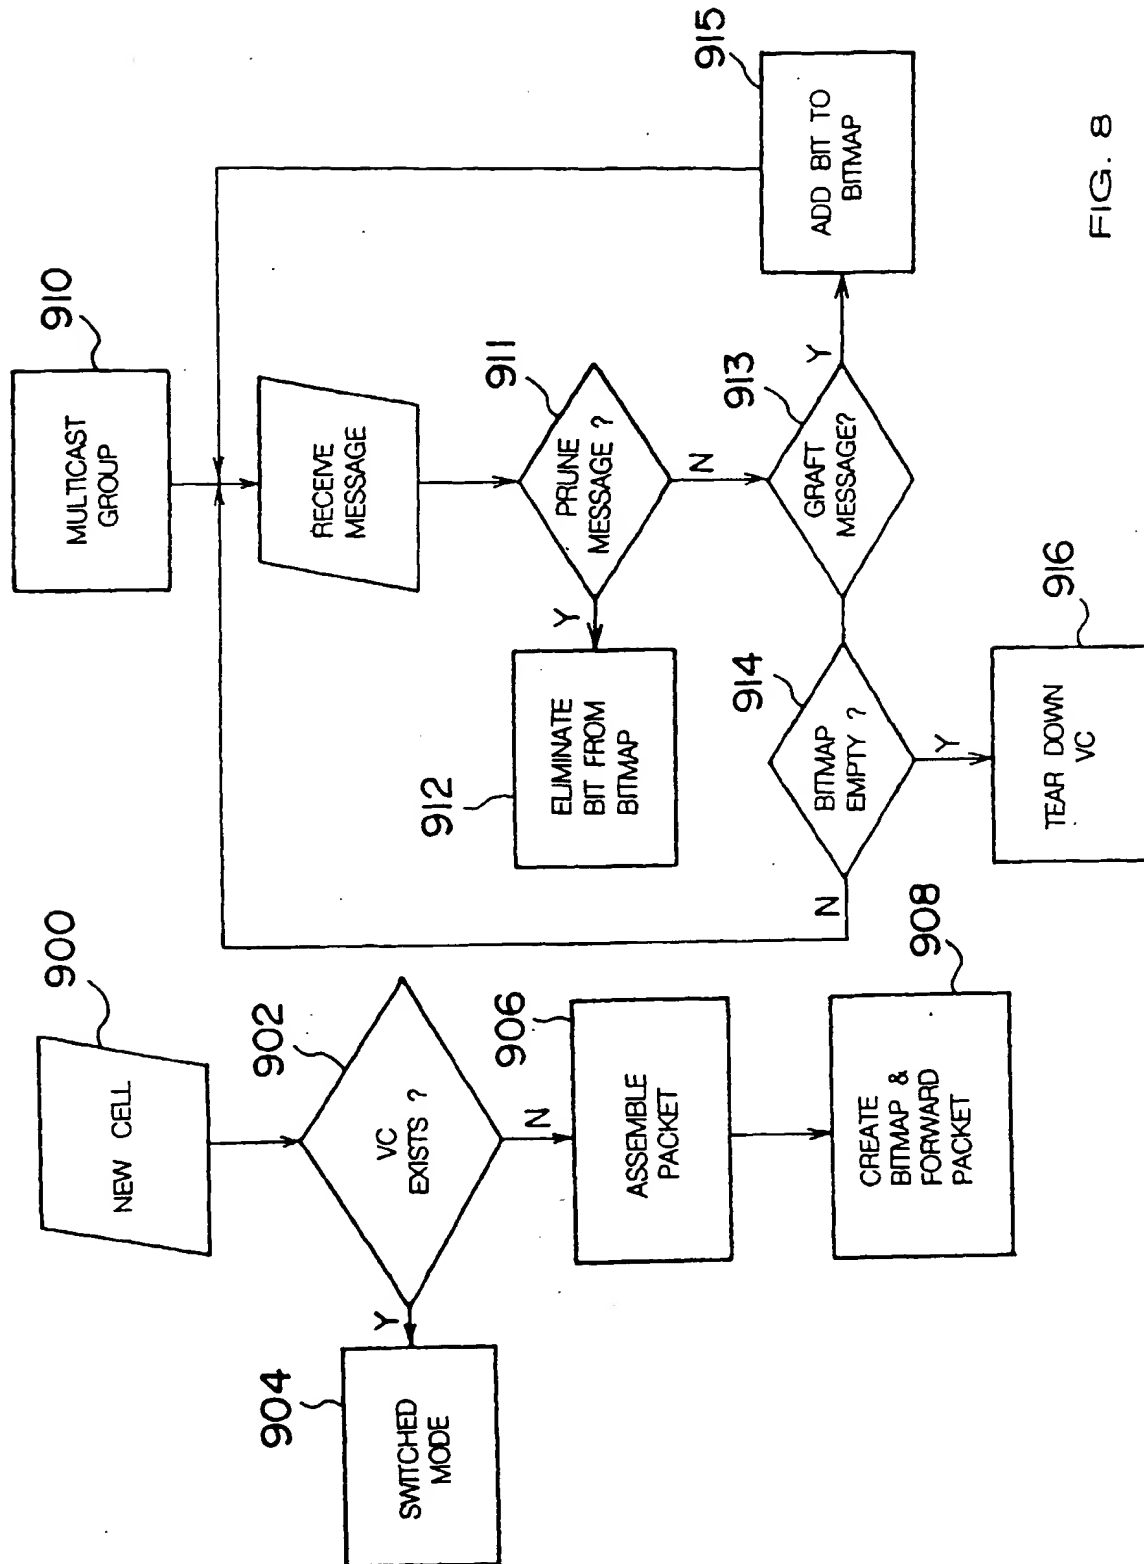 900
NEW CELL
902
VC
EXISTS ?
Y
N
904
SWITCHED
MODE
906
ASSEMBLE
PACKET
908
CREATE
BITMAP &
FORWARD
PACKET
910
MULTICAST
GROUP
RECEIVE
MESSAGE
911
PRUNE
MESSAGE ?
Y
N
912
ELIMINATE
BIT FROM
BITMAP
913
GRAFT
MESSAGE?
Y
914
BITMAP
EMPTY ?
N
Y
915
ADD BIT TO
BITMAP
916
TEAR DOWN
VC
FIG. 8